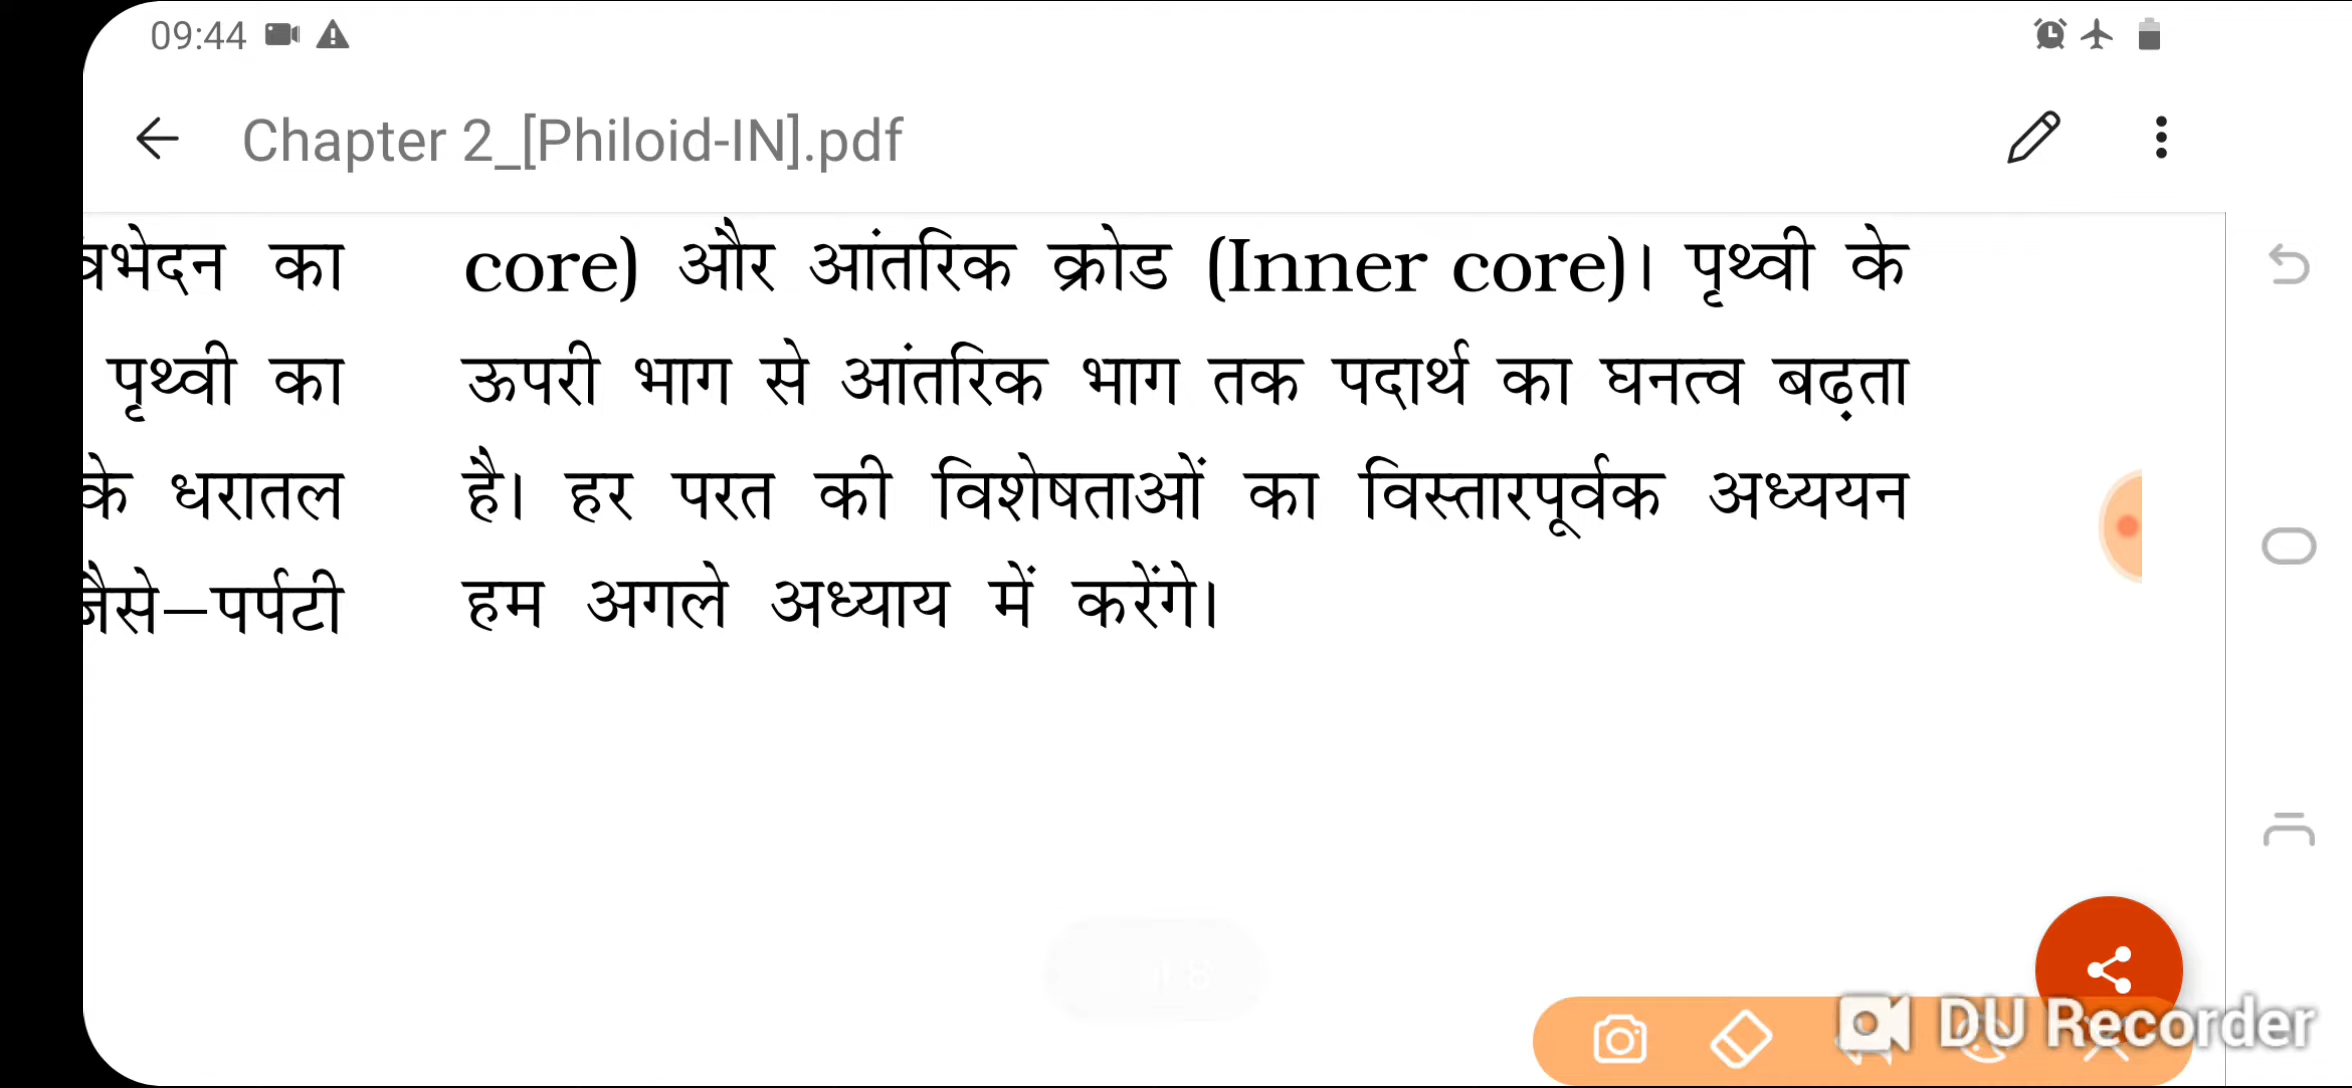 09:44
Chapter 2_[Philoid-IN].pdf
का
पृथ्वी का
के धरातल
जैसे–पर्पटी
core) और आंतरिक क्रोड (Inner core)। पृथ्वी के
ऊपरी भाग से आंतरिक भाग तक पदार्थ का घनत्व बढ़ता
है। हर परत की विशेषताओं का विस्तारपूर्वक अध्ययन
हम अगले अध्याय में करेंगे।
DU Recorder